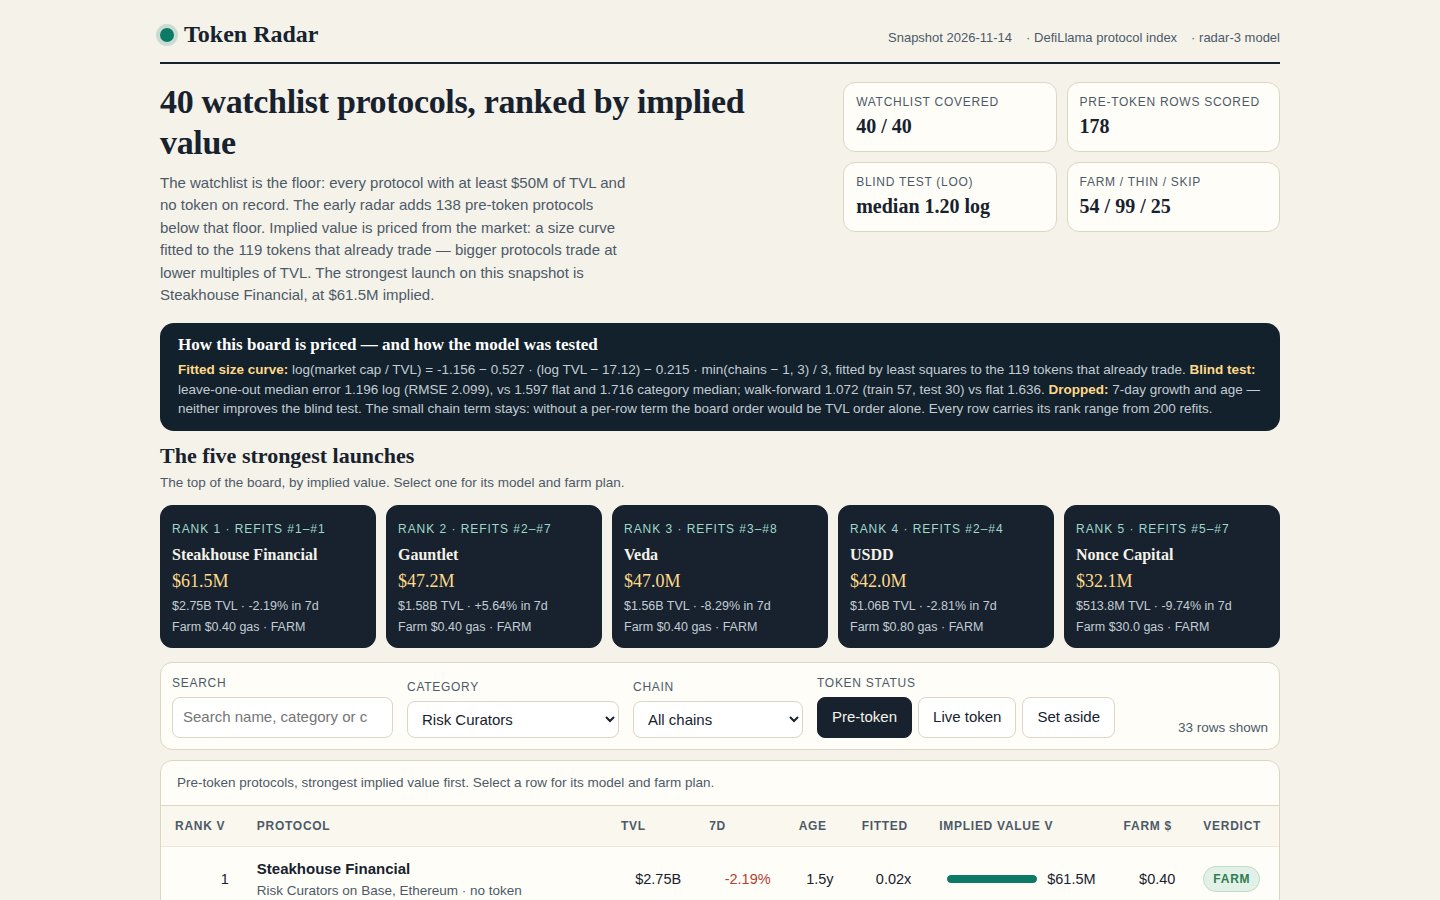 Token Radar
Snapshot 2026-11-14 · DefiLlama protocol index · radar-3 model
40 watchlist protocols, ranked by implied
value
The watchlist is the floor: every protocol with at least $50M of TVL and
no token on record. The early radar adds 138 pre-token protocols
below that floor. Implied value is priced from the market: a size curve
fitted to the 119 tokens that already trade — bigger protocols trade at
lower multiples of TVL. The strongest launch on this snapshot is
Steakhouse Financial, at $61.5M implied.
WATCHLIST COVERED
40 / 40
PRE-TOKEN ROWS SCORED
178
BLIND TEST (LOO)
median 1.20 log
FARM / THIN / SKIP
54 / 99 / 25
How this board is priced — and how the model was tested
Fitted size curve: log(market cap / TVL) = -1.156 − 0.527 · (log TVL − 17.12) − 0.215 · min(chains − 1, 3) / 3, fitted by least squares to the 119 tokens that already trade. Blind test:
leave-one-out median error 1.196 log (RMSE 2.099), vs 1.597 flat and 1.716 category median; walk-forward 1.072 (train 57, test 30) vs flat 1.636. Dropped: 7-day growth and age —
neither improves the blind test. The small chain term stays: without a per-row term the board order would be TVL order alone. Every row carries its rank range from 200 refits.
The five strongest launches
The top of the board, by implied value. Select one for its model and farm plan.
RANK 1 · REFITS #1–#1
Steakhouse Financial
$61.5M
$2.75B TVL · -2.19% in 7d
Farm $0.40 gas · FARM
RANK 2 · REFITS #2–#7
Gauntlet
$47.2M
$1.58B TVL · +5.64% in 7d
Farm $0.40 gas · FARM
RANK 3 · REFITS #3–#8
Veda
$47.0M
$1.56B TVL · -8.29% in 7d
Farm $0.40 gas · FARM
RANK 4 · REFITS #2–#4
USDD
$42.0M
$1.06B TVL · -2.81% in 7d
Farm $0.80 gas · FARM
RANK 5 · REFITS #5–#7
Nonce Capital
$32.1M
$513.8M TVL · -9.74% in 7d
Farm $30.0 gas · FARM
SEARCH
Search name, category or c
CATEGORY
Risk Curators
CHAIN
All chains
TOKEN STATUS
Pre-token Live token Set aside
33 rows shown
Pre-token protocols, strongest implied value first. Select a row for its model and farm plan.
RANK V PROTOCOL TVL 7D AGE FITTED IMPLIED VALUE V FARM $ VERDICT
1 Steakhouse Financial $2.75B -2.19% 1.5y 0.02x $61.5M $0.40 FARM
Risk Curators on Base, Ethereum · no token